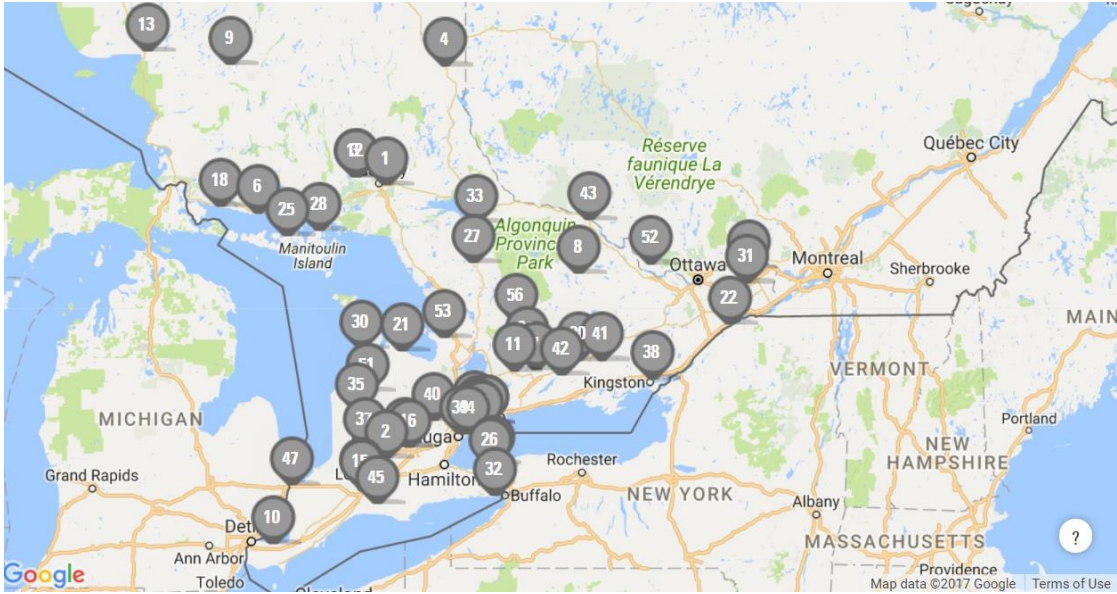 13
9
4
Québec City
Réserve
faunique La
Vérendrye
12
1
18
6
25
28
33
43
Manitoulin
Island
Algonquin
Provincial
Park
27
8
52
31
Ottawa
Montreal
Sherbrooke
22
56
53
30
21
11
42
41
38
Kingston
MAIN
VERMONT
35
40
MICHIGAN
2
16
26
Portland
NEW
HAMPSHIRE
47
45
Hamilton
32
Rochester
Buffalo
Grand Rapids
NEW YORK
Albany
10
Ann Arbor
Toledo
MASSACHUSETTS
?
Providence
Google
Map data ©2017 Google
Terms of Use